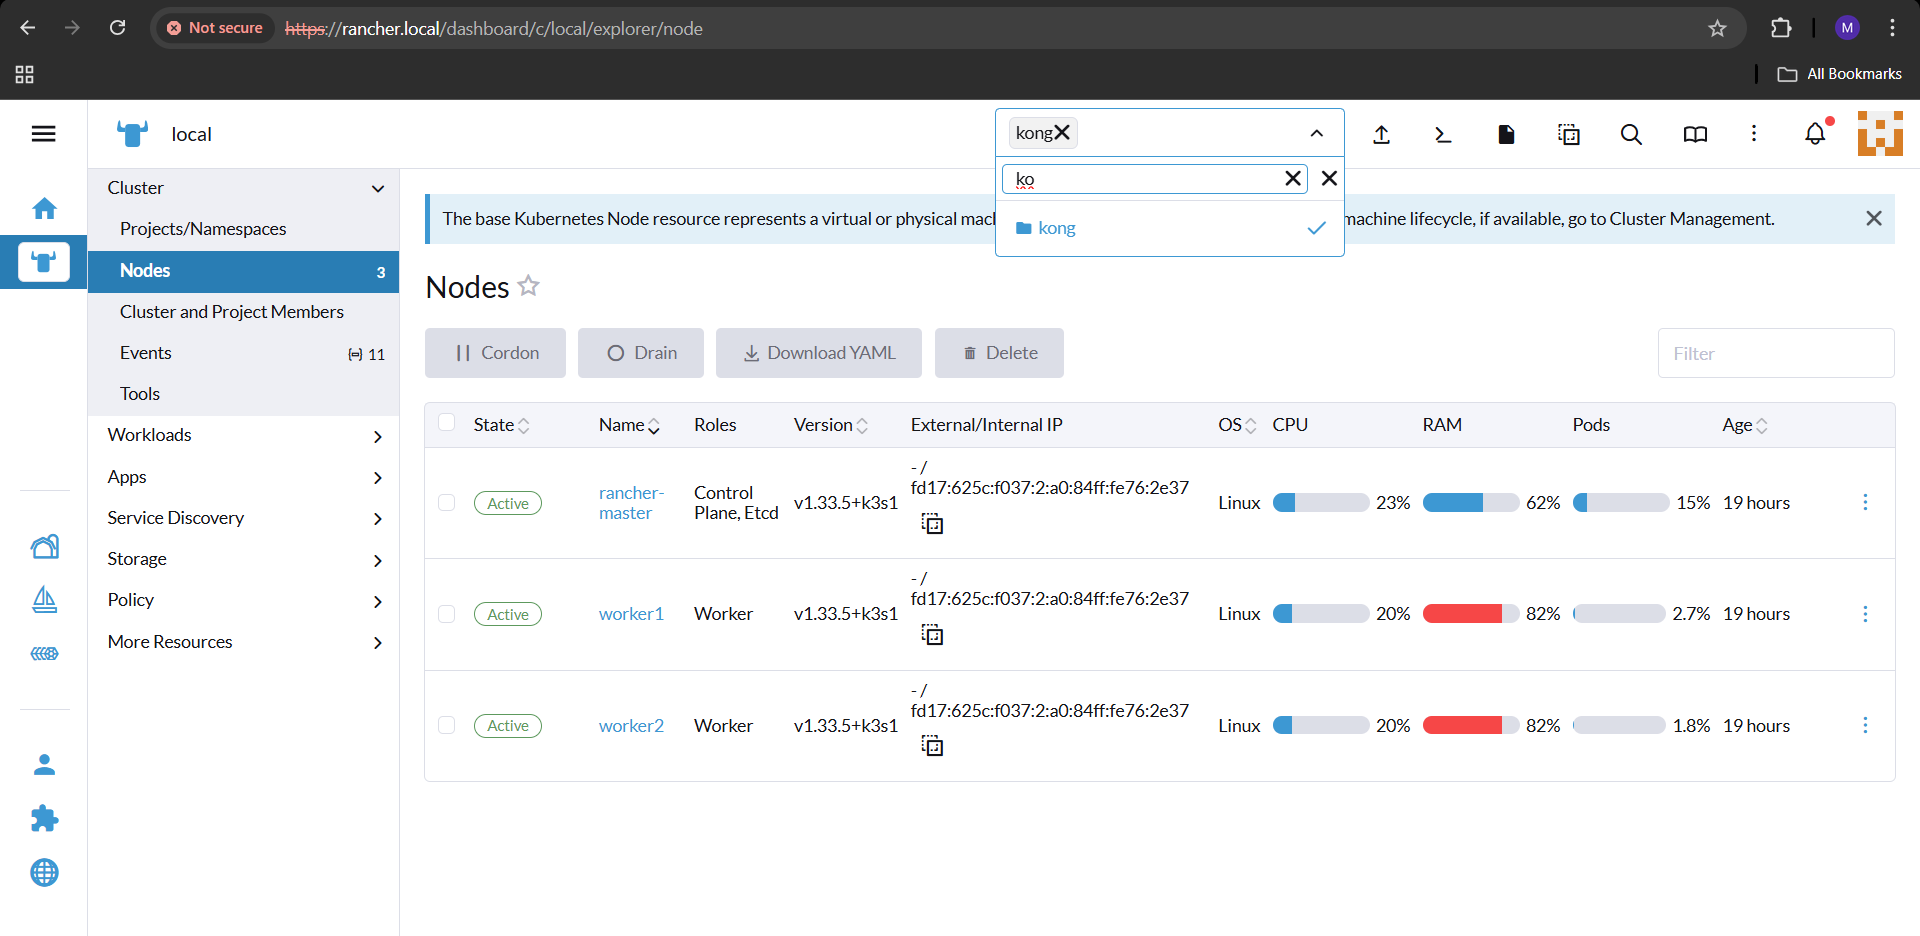 Not secure https://rancher.local/dashboard/c/local/explorer/node M
All Bookmarks
local
kong
ko
kong
Cluster
Projects/Namespaces
Nodes 3
Cluster and Project Members
Events 11
Tools
Workloads
Apps
Service Discovery
Storage
Policy
More Resources
The base Kubernetes Node resource represents a virtual or physical mac machine lifecycle, if available, go to Cluster Management.
Nodes
Cordon Drain Download YAML Delete Filter
State Name Roles Version External/Internal IP OS CPU RAM Pods Age
Active rancher-master Control Plane, Etcd v1.33.5+k3s1 - / fd17:625c:f037:2:a0:84ff:fe76:2e37 Linux 23% 62% 15% 19 hours
Active worker1 Worker v1.33.5+k3s1 - / fd17:625c:f037:2:a0:84ff:fe76:2e37 Linux 20% 82% 2.7% 19 hours
Active worker2 Worker v1.33.5+k3s1 - / fd17:625c:f037:2:a0:84ff:fe76:2e37 Linux 20% 82% 1.8% 19 hours